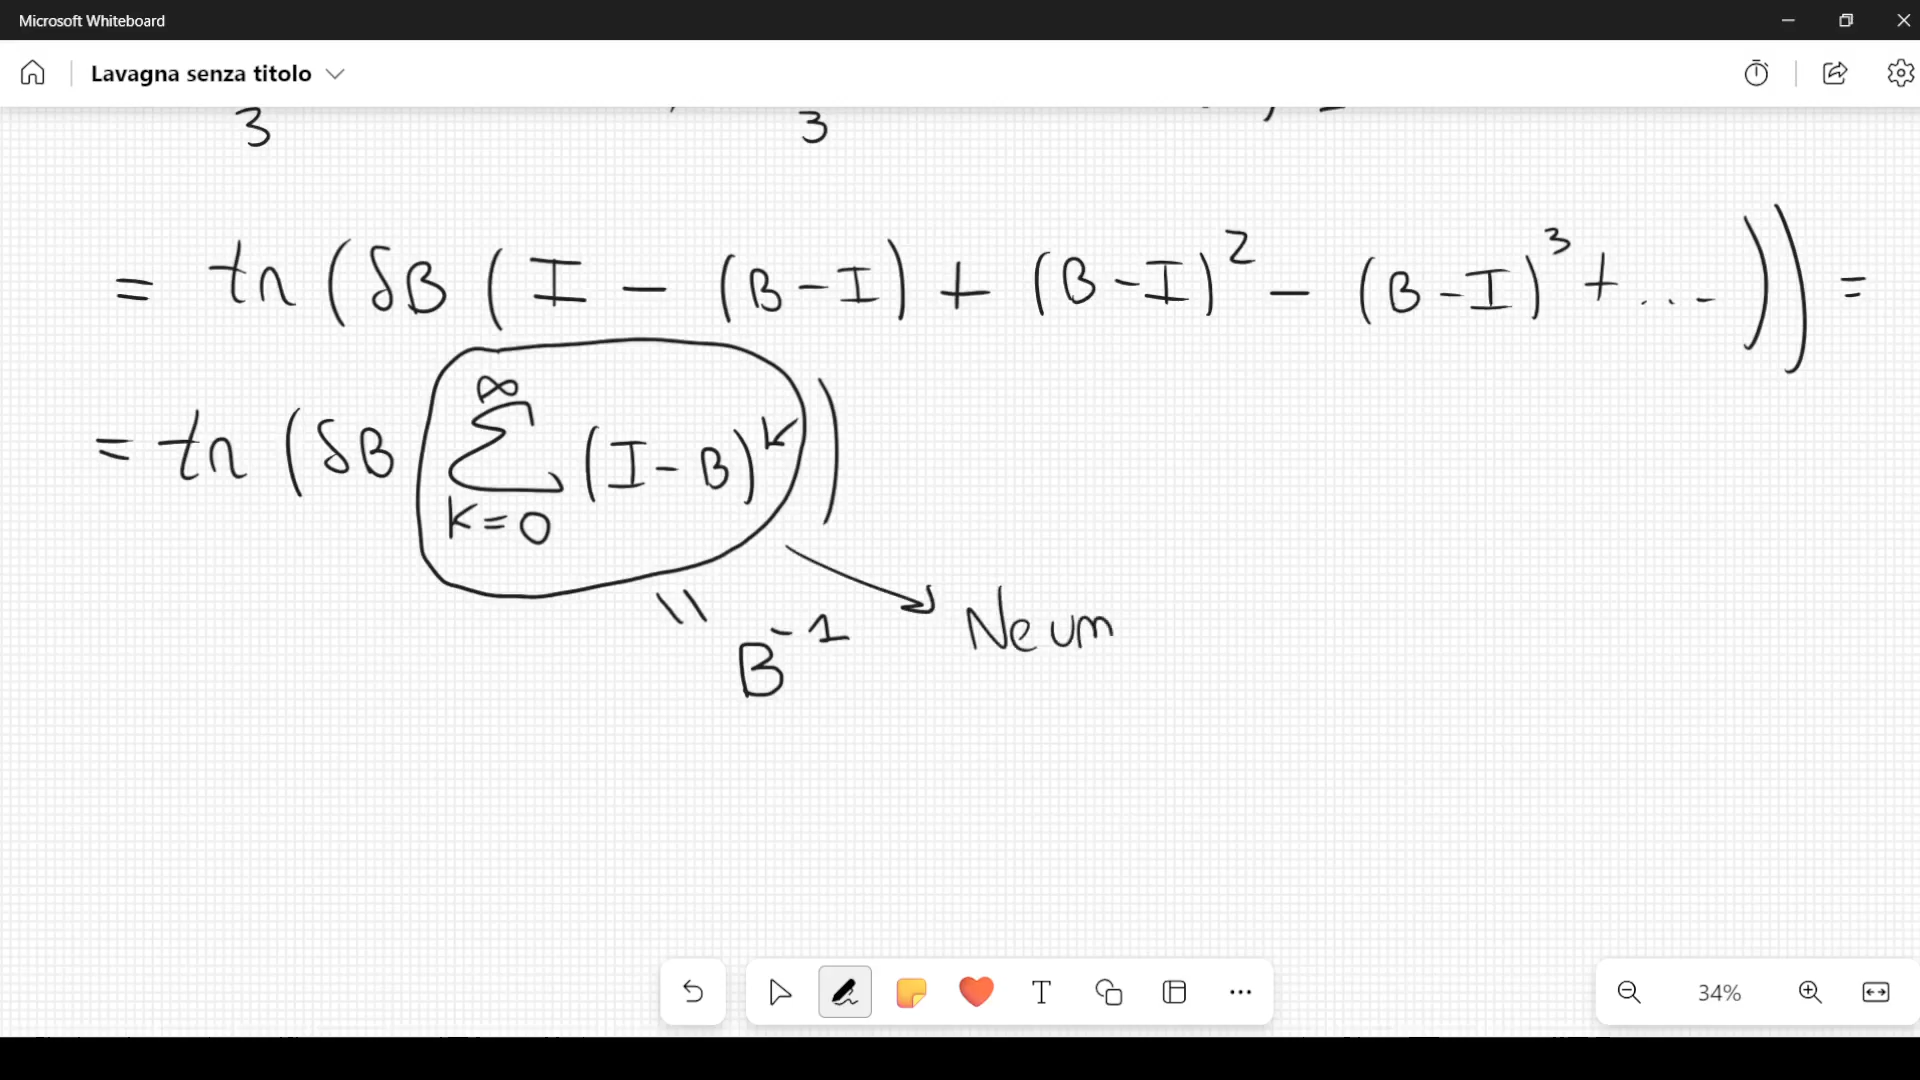 Microsoft Whiteboard
Lavagna senza titolo
3 3
= tr (δB (I - (B-I) + (B-I)² - (B-I)³ + ...)) =
= tr (δB ∑ (I-B)ᵏ)
∞
K=0
"
B⁻¹
Neum
T
34%